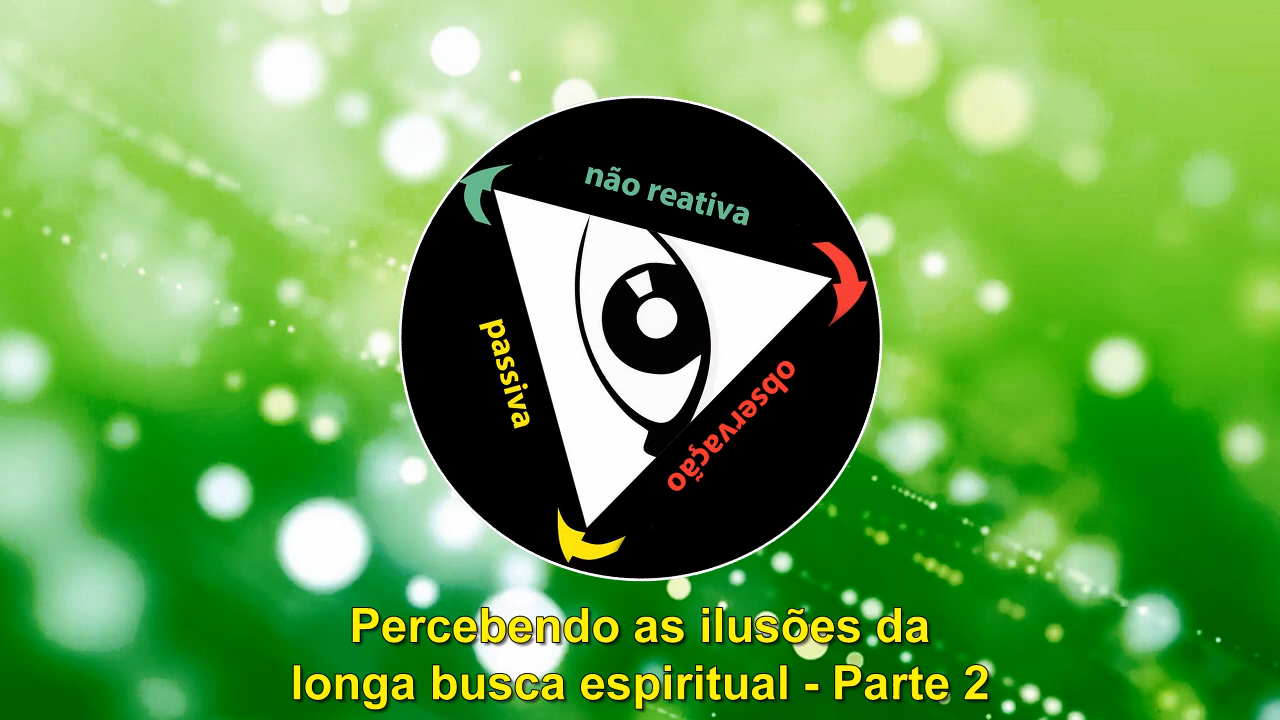 não reativa
passiva
observação
Percebendo as ilusões da
longa busca espiritual - Parte 2